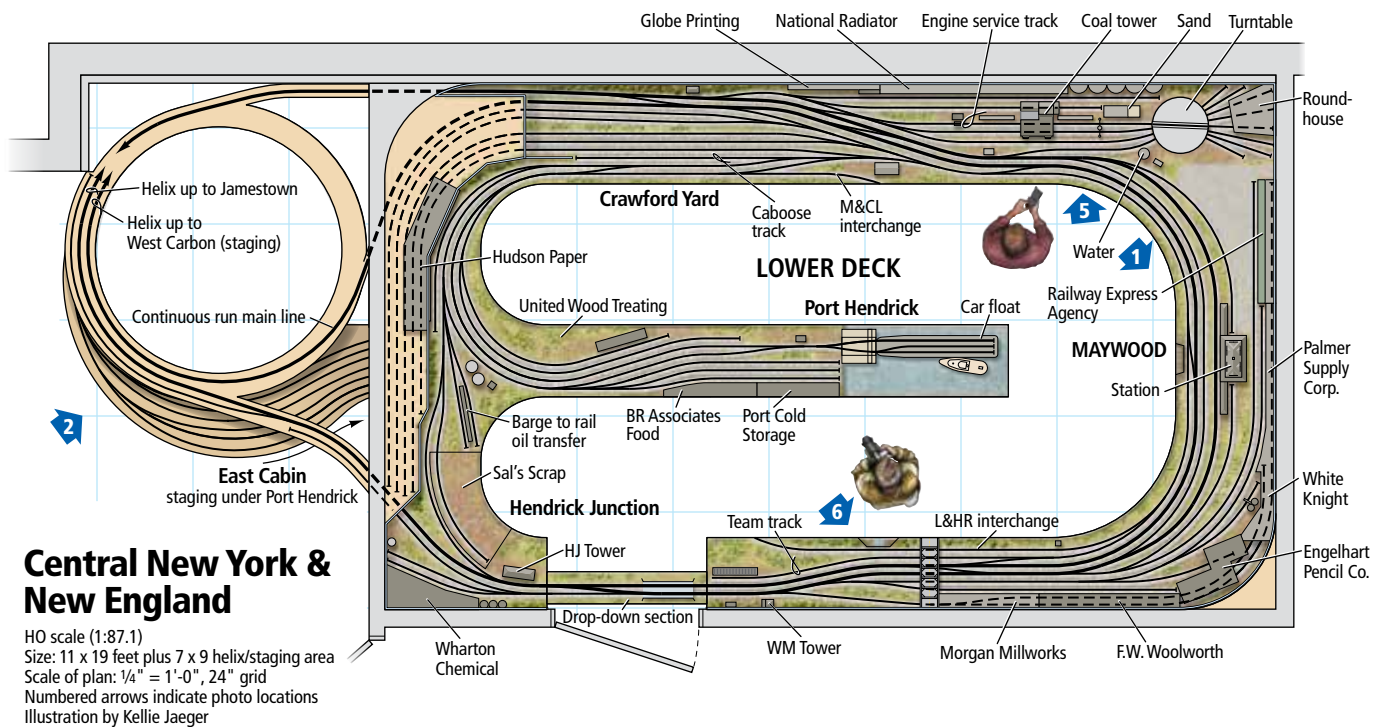 Globe Printing
National Radiator
Engine service track
Coal tower
Sand
Turntable
Round-
house
Helix up to Jamestown
Helix up to
West Carbon (staging)
Crawford Yard
Caboose
track
M&CL
interchange
5
Water
1
LOWER DECK
Hudson Paper
Continuous run main line
United Wood Treating
Port Hendrick
Car float
Railway Express
Agency
MAYWOOD
Station
Palmer
Supply
Corp.
2
Barge to rail
oil transfer
BR Associates
Food
Port Cold
Storage
East Cabin
staging under Port Hendrick
Sal's Scrap
Hendrick Junction
6
Team track
L&HR interchange
White
Knight
HJ Tower
Engelhart
Pencil Co.
Drop-down section
Wharton
Chemical
WM Tower
Morgan Millworks
F.W. Woolworth
Central New York &
New England
HO scale (1:87.1)
Size: 11 x 19 feet plus 7 x 9 helix/staging area
Scale of plan: 1/4" = 1'-0", 24" grid
Numbered arrows indicate photo locations
Illustration by Kellie Jaeger